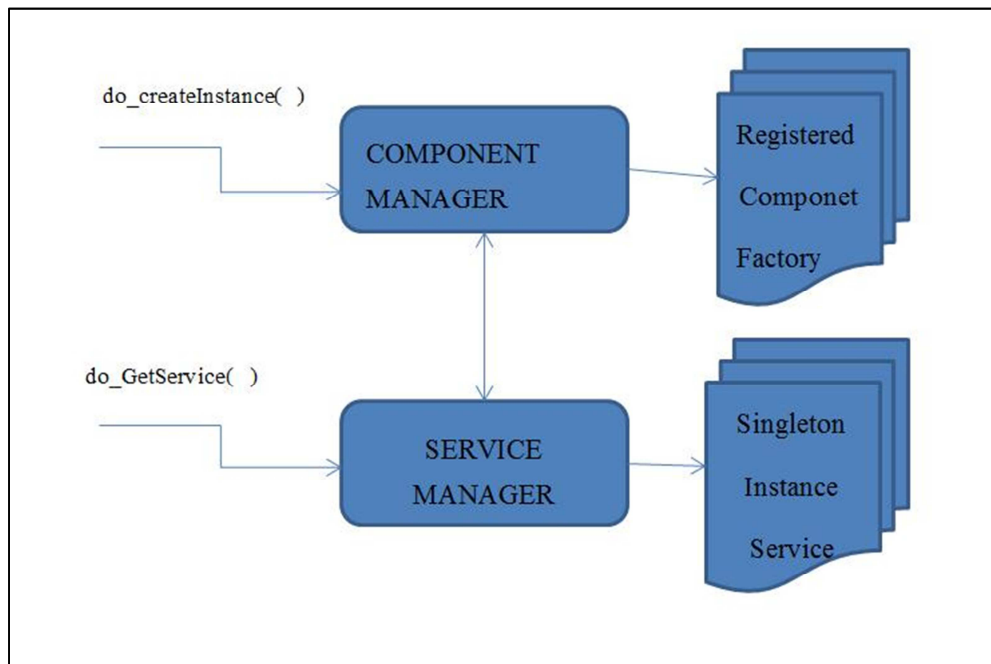 do_createInstance( )
COMPONENT
MANAGER
Registered
Componet
Factory
do_GetService( )
SERVICE
MANAGER
Singleton
Instance
Service